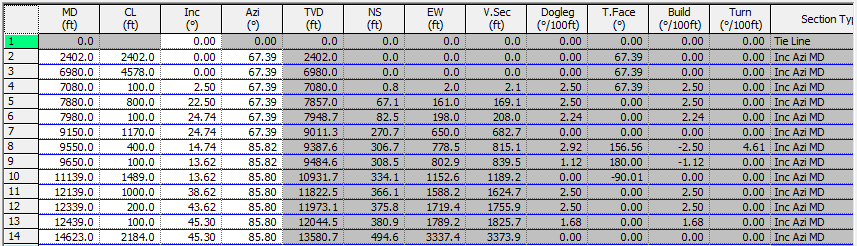 MD CL Inc Azi TVD NS EW V.Sec Dogleg T.Face Build Turn Section Typ
(ft) (ft) (°) (°) (ft) (ft) (ft) (ft) (°/100ft) (°) (°/100ft) (°/100ft)
1 0.0 0.00 0.00 0.0 0.0 0.0 0.0 0.00 0.00 0.00 0.00 Tie Line
2 2402.0 2402.0 0.00 67.39 2402.0 0.0 0.0 0.0 0.00 67.39 0.00 0.00 Inc Azi MD
3 6980.0 4578.0 0.00 67.39 6980.0 0.0 0.0 0.0 0.00 67.39 0.00 0.00 Inc Azi MD
4 7080.0 100.0 2.50 67.39 7080.0 0.8 2.0 2.1 2.50 67.39 2.50 0.00 Inc Azi MD
5 7880.0 800.0 22.50 67.39 7857.0 67.1 161.0 169.1 2.50 0.00 2.50 0.00 Inc Azi MD
6 7980.0 100.0 24.74 67.39 7948.7 82.5 198.0 208.0 2.24 0.00 2.24 0.00 Inc Azi MD
7 9150.0 1170.0 24.74 67.39 9011.3 270.7 650.0 682.7 0.00 0.00 0.00 0.00 Inc Azi MD
8 9550.0 400.0 14.74 85.82 9387.6 306.7 778.5 815.1 2.92 156.56 -2.50 4.61 Inc Azi MD
9 9650.0 100.0 13.62 85.82 9484.6 308.5 802.9 839.5 1.12 180.00 -1.12 0.00 Inc Azi MD
10 11139.0 1489.0 13.62 85.80 10931.7 334.1 1152.6 1189.2 0.00 -90.01 0.00 0.00 Inc Azi MD
11 12139.0 1000.0 38.62 85.80 11822.5 366.1 1588.2 1624.7 2.50 0.00 2.50 0.00 Inc Azi MD
12 12339.0 200.0 43.62 85.80 11973.1 375.8 1719.4 1755.9 2.50 0.00 2.50 0.00 Inc Azi MD
13 12439.0 100.0 45.30 85.80 12044.5 380.9 1789.2 1825.7 1.68 0.00 1.68 0.00 Inc Azi MD
14 14623.0 2184.0 45.30 85.80 13580.7 494.6 3337.4 3373.9 0.00 0.00 0.00 0.00 Inc Azi MD